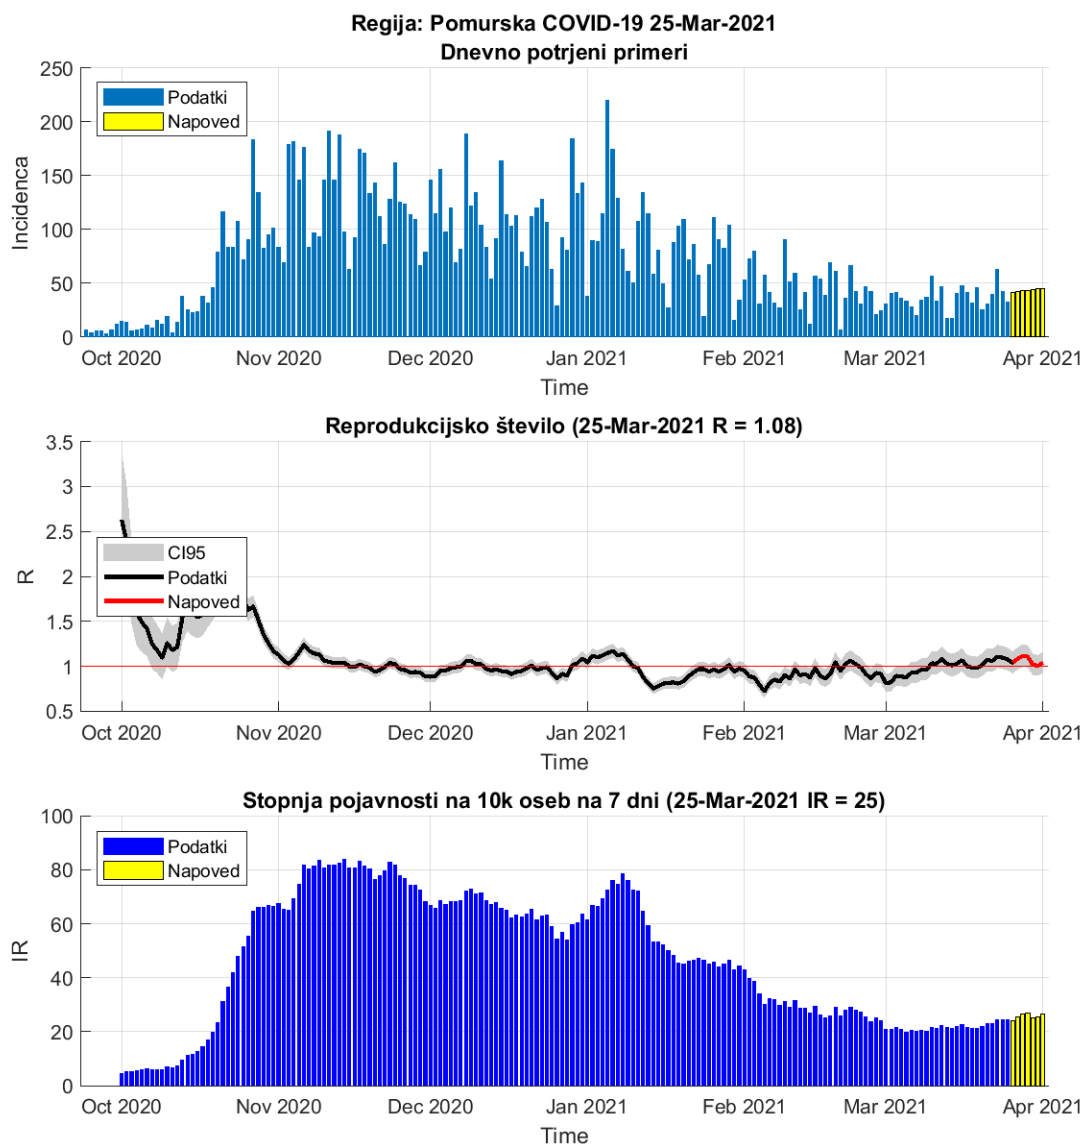 Regija: Pomurska COVID-19 25-Mar-2021
Dnevno potrjeni primeri
250
200
150
100
50
0
Incidenca
Podatki
Napoved
Oct 2020 Nov 2020 Dec 2020 Jan 2021 Feb 2021 Mar 2021 Apr 2021
Time
Reprodukcijsko število (25-Mar-2021 R = 1.08)
3.5
3
2.5
2
1.5
1
0.5
R
CI95
Podatki
Napoved
Oct 2020 Nov 2020 Dec 2020 Jan 2021 Feb 2021 Mar 2021 Apr 2021
Time
Stopnja pojavnosti na 10k oseb na 7 dni (25-Mar-2021 IR = 25)
100
80
60
40
20
0
IR
Podatki
Napoved
Oct 2020 Nov 2020 Dec 2020 Jan 2021 Feb 2021 Mar 2021 Apr 2021
Time